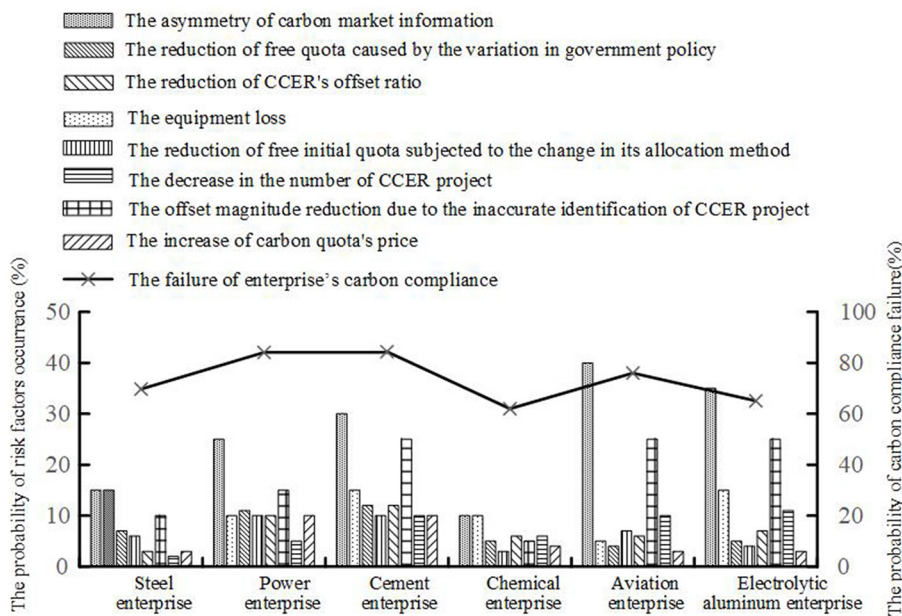 The asymmetry of carbon market information
The reduction of free quota caused by the variation in government policy
The reduction of CCER's offset ratio
The equipment loss
The reduction of free initial quota subjected to the change in its allocation method
The decrease in the number of CCER project
The offset magnitude reduction due to the inaccurate identification of CCER project
The increase of carbon quota's price
The failure of enterprise's carbon compliance
The probability of risk factors occurrence (%)
50
40
30
20
10
0
100
80
60
40
20
0
The probability of carbon compliance failure(%)
Steel
enterprise
Power
enterprise
Cement
enterprise
Chemical
enterprise
Aviation
enterprise
Electrolytic
aluminum enterprise